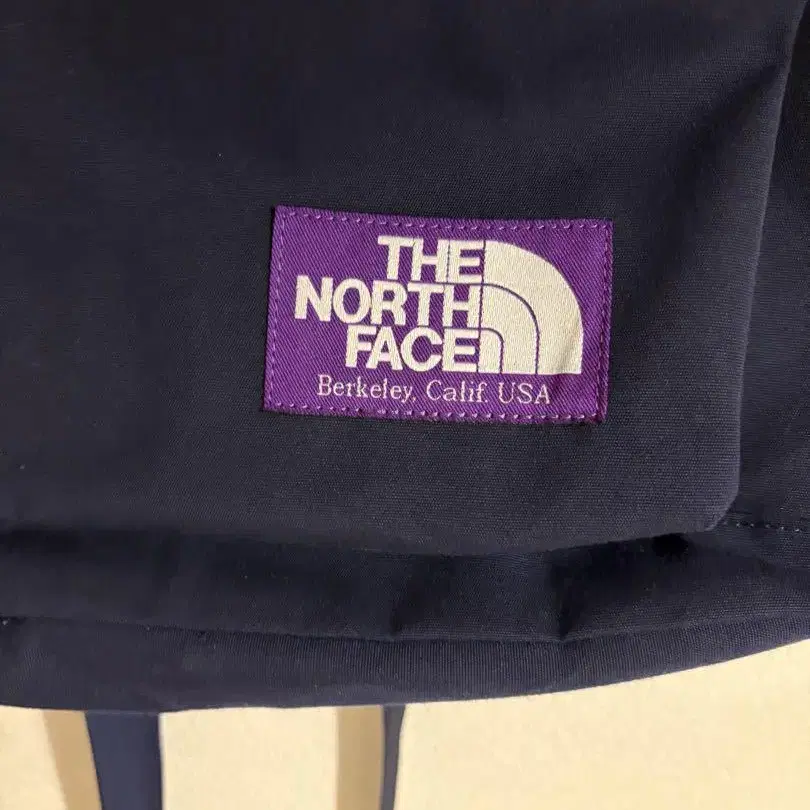 THE
NORTH
FACE
Berkeley, Calif. USA